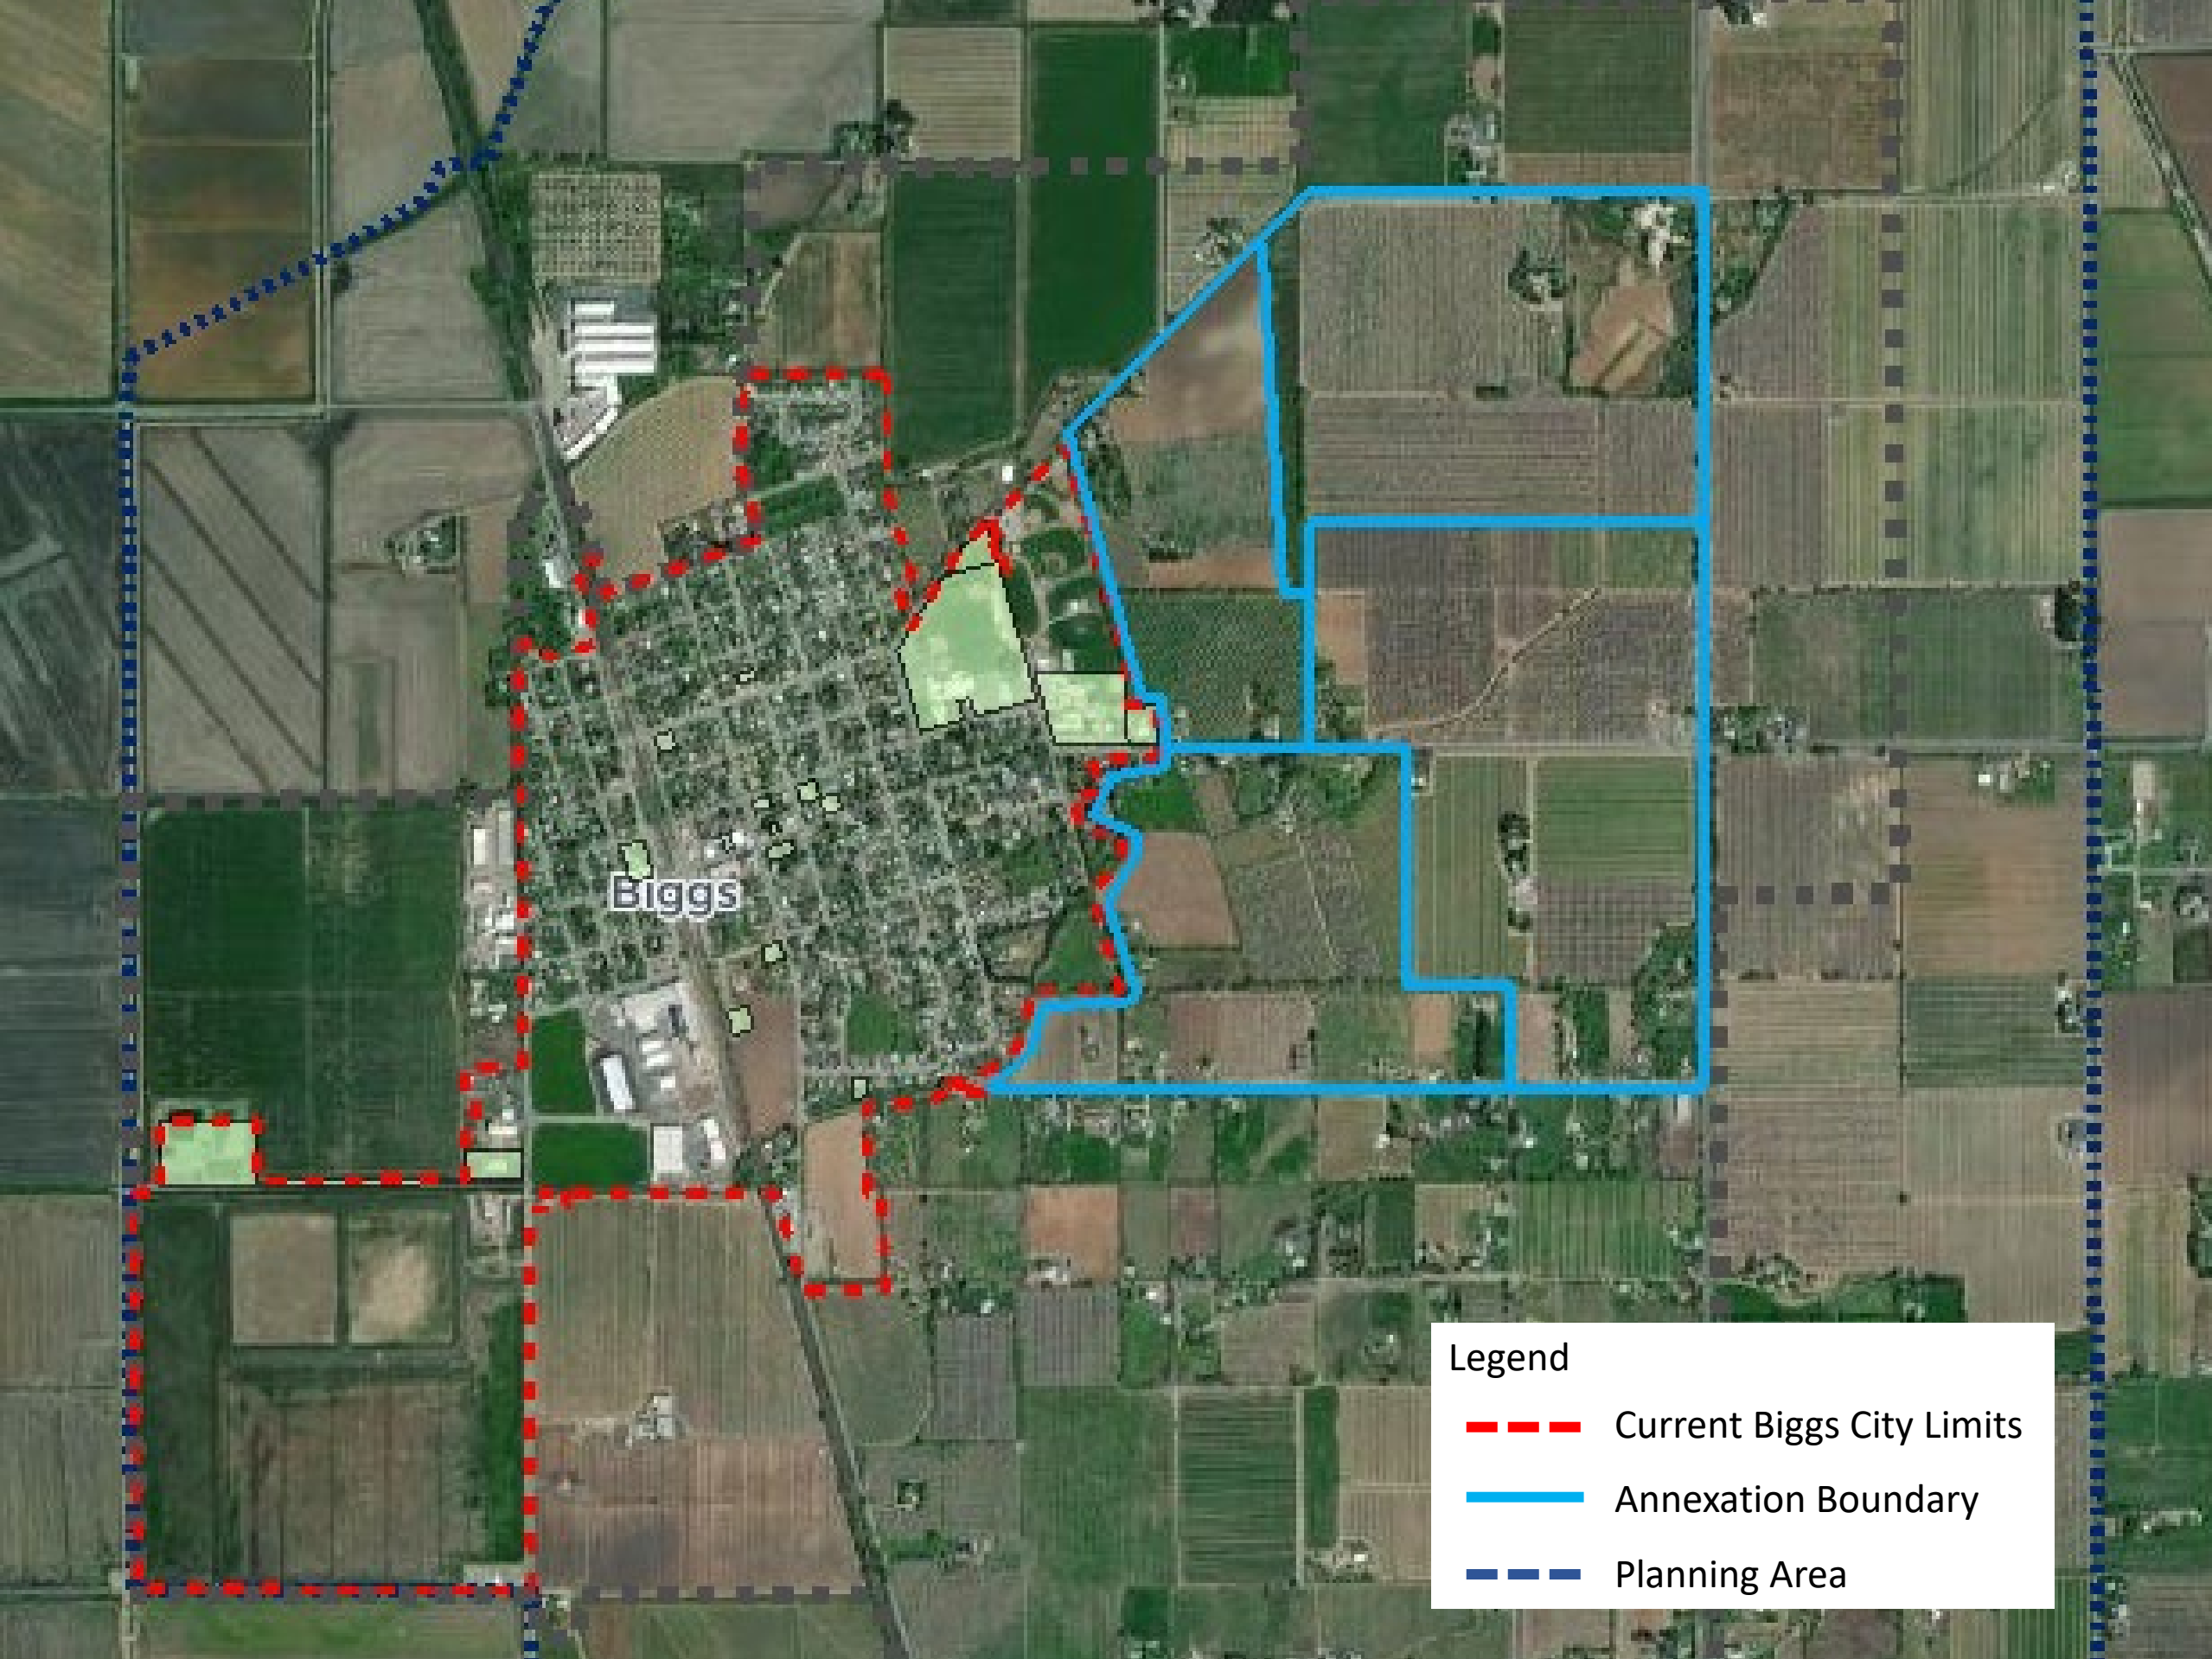 Biggs
Legend
Current Biggs City Limits
Annexation Boundary
Planning Area